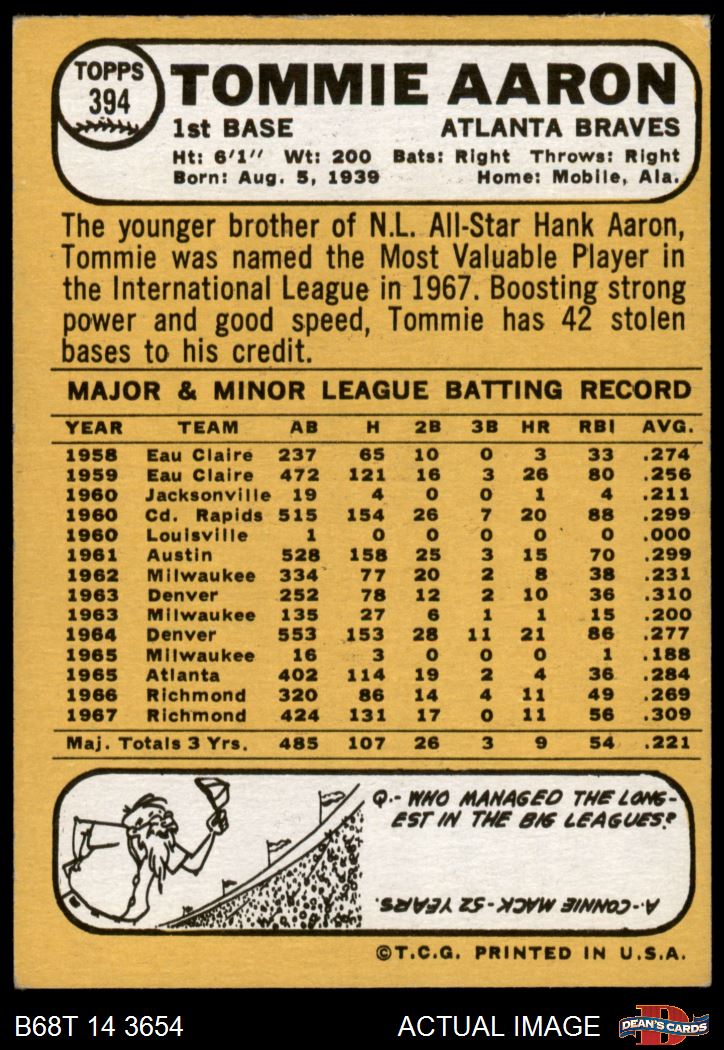 TOPPS
394
TOMMIE AARON
1st BASE ATLANTA BRAVES
Ht: 6'1" Wt: 200 Bats: Right Throws: Right
Born: Aug. 5, 1939 Home: Mobile, Ala.
The younger brother of N.L. All-Star Hank Aaron,
Tommie was named the Most Valuable Player in
the International League in 1967. Boosting strong
power and good speed, Tommie has 42 stolen
bases to his credit.
MAJOR & MINOR LEAGUE BATTING RECORD
YEAR TEAM AB H 2B 3B HR RBI AVG.
1958 Eau Claire 237 65 10 0 3 33 .274
1959 Eau Claire 472 121 16 3 26 80 .256
1960 Jacksonville 19 4 0 0 1 4 .211
1960 Cd. Rapids 515 154 26 7 20 88 .299
1960 Louisville 1 0 0 0 0 0 .000
1961 Austin 528 158 25 3 15 70 .299
1962 Milwaukee 334 77 20 2 8 38 .231
1963 Denver 252 78 12 2 10 36 .310
1963 Milwaukee 135 27 6 1 1 15 .200
1964 Denver 553 153 28 11 21 86 .277
1965 Milwaukee 16 3 0 0 0 1 .188
1965 Atlanta 402 114 19 2 4 36 .284
1966 Richmond 320 86 14 4 11 49 .269
1967 Richmond 424 131 17 0 11 56 .309
Maj. Totals 3 Yrs. 485 107 26 3 9 54 .221
Q.- WHO MANAGED THE LONG-
EST IN THE BIG LEAGUES?
A.- CONNIE MACK - 52 YEARS.
©T.C.G. PRINTED IN U.S.A.
B68T 14 3654 ACTUAL IMAGE
D
DEAN'S CARDS